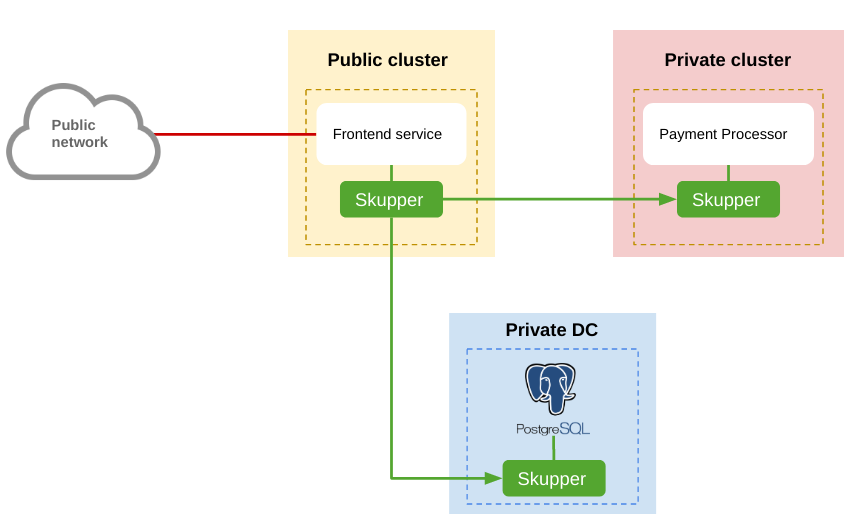 Public cluster
Private cluster
Public
network
Frontend service
Payment Processor
Skupper
Skupper
Private DC
PostgreSQL
Skupper